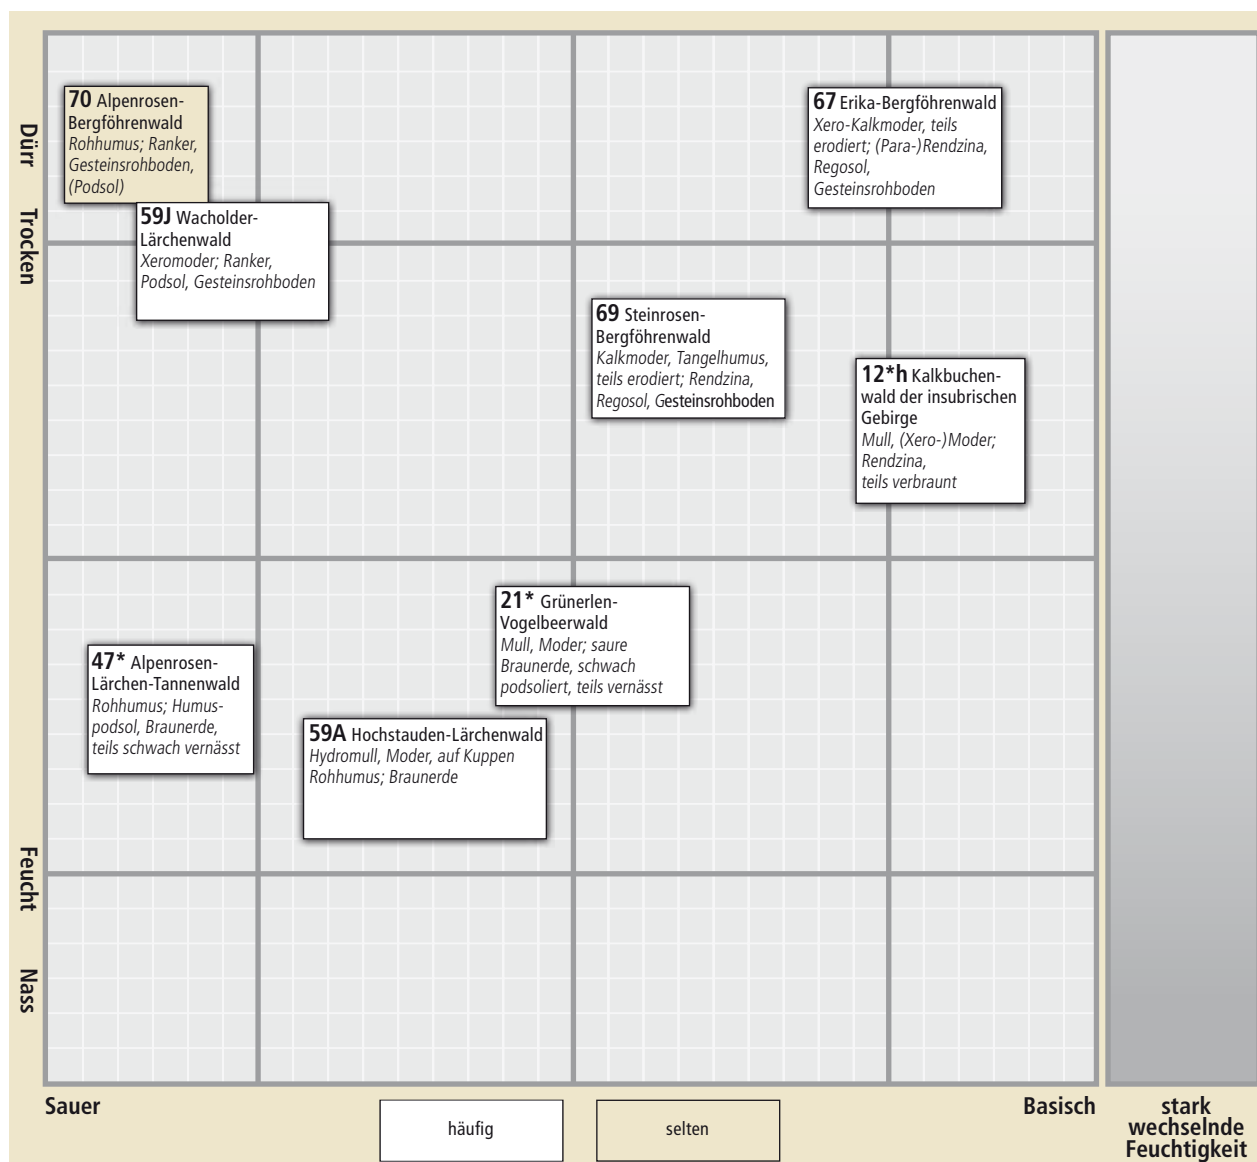 Dürr
Trocken
Feucht
Nass
70 Alpenrosen-
Bergföhrenwald
Rohhumus; Ranker,
Gesteinsrohboden,
(Podsol)
59J Wacholder-
Lärchenwald
Xeromoder; Ranker,
Podsol, Gesteinsrohboden
67 Erika-Bergföhrenwald
Xero-Kalkmoder, teils
erodiert; (Para-)Rendzina,
Regosol,
Gesteinsrohboden
69 Steinrosen-
Bergföhrenwald
Kalkmoder, Tangelhumus,
teils erodiert; Rendzina,
Regosol, Gesteinsrohboden
12*h Kalkbuchen-
wald der insubrischen
Gebirge
Mull, (Xero-)Moder;
Rendzina,
teils verbraunt
21* Grünerlen-
Vogelbeerwald
Mull, Moder; saure
Braunerde, schwach
podsoliert, teils vernässt
47* Alpenrosen-
Lärchen-Tannenwald
Rohhumus; Humus-
podsol, Braunerde,
teils schwach vernässt
59A Hochstauden-Lärchenwald
Hydromull, Moder, auf Kuppen
Rohhumus; Braunerde
Sauer
Basisch
stark
wechselnde
Feuchtigkeit
häufig
selten